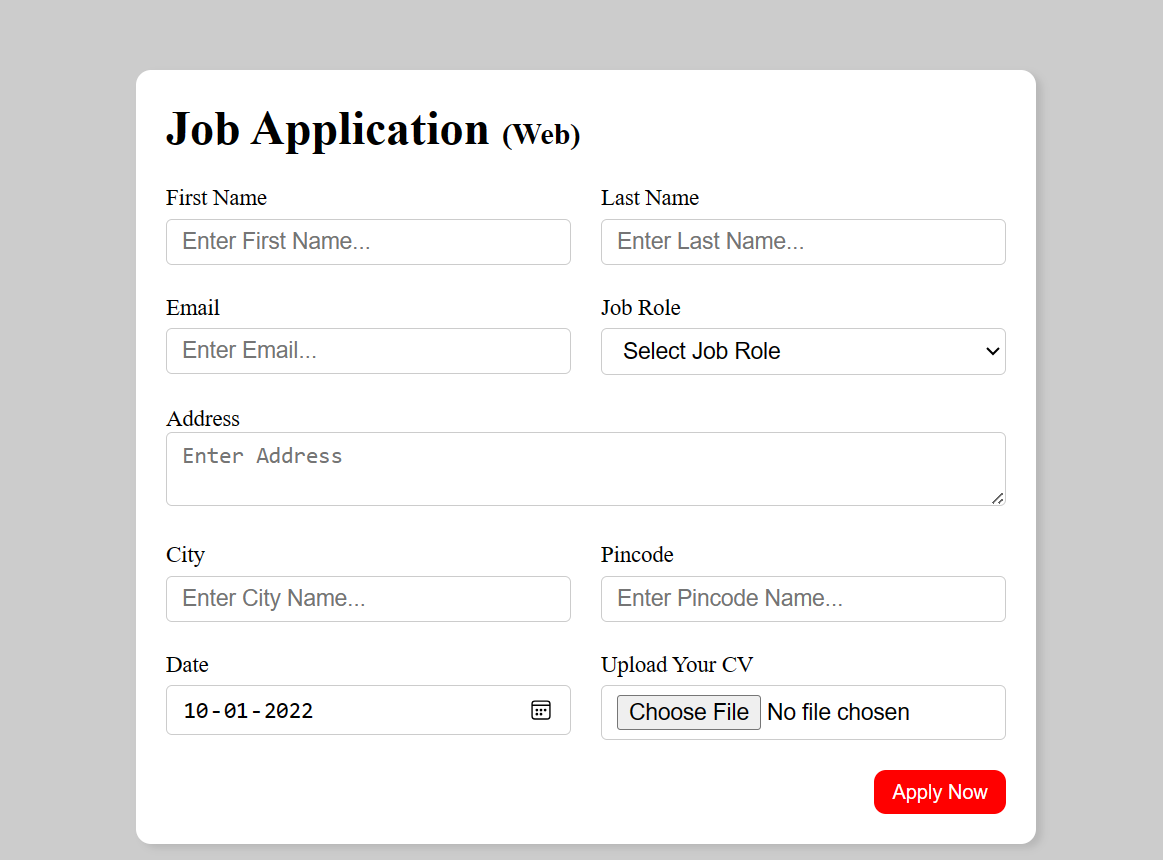 Job Application (Web)
First Name
Last Name
Enter First Name...
Enter Last Name...
Email
Job Role
Enter Email...
Select Job Role
Address
Enter Address
City
Pincode
Enter City Name...
Enter Pincode Name...
Date
Upload Your CV
10-01-2022
Choose File No file chosen
Apply Now